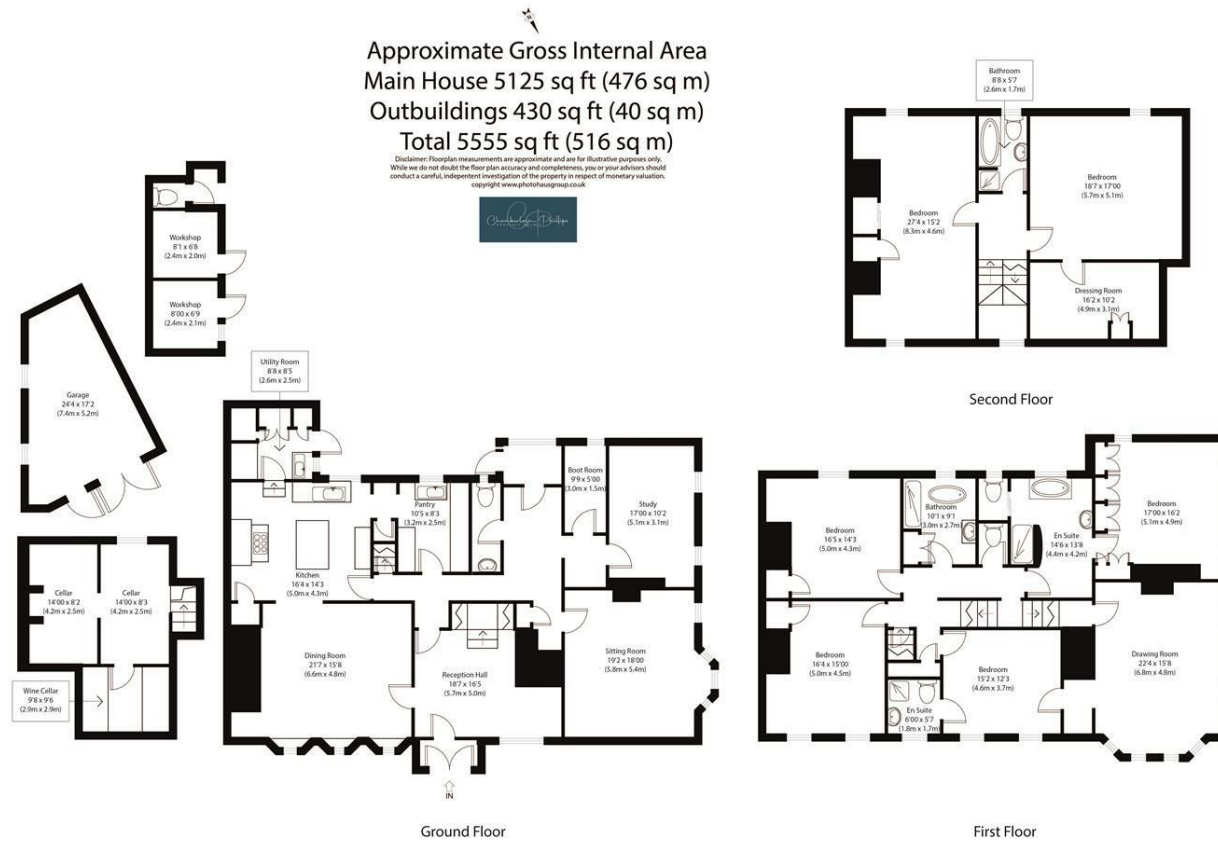 N
Approximate Gross Internal Area
Main House 5125 sq ft (476 sq m)
Outbuildings 430 sq ft (40 sq m)
Total 5555 sq ft (516 sq m)
Disclaimer: Floorplan measurements are approximate and are for illustrative purposes only.
While we do not doubt the floor plan accuracy and completeness, you or your advisors should
conduct a careful, independent investigation of the property in respect of monetary valuation.
copyright www.photohausgroup.co.uk
Chamberlain Phillips
Bathroom
8'8 x 5'7
(2.6m x 1.7m)
Bedroom
18'7 x 17'00
(5.7m x 5.1m)
Bedroom
27'4 x 15'2
(8.3m x 4.6m)
Dressing Room
16'2 x 10'2
(4.9m x 3.1m)
Second Floor
Workshop
8'1 x 6'8
(2.4m x 2.0m)
Workshop
8'00 x 6'9
(2.4m x 2.1m)
Garage
24'4 x 17'2
(7.4m x 5.2m)
Cellar
14'00 x 8'2
(4.2m x 2.5m)
Cellar
14'00 x 8'3
(4.2m x 2.5m)
Wine Cellar
9'8 x 9'6
(2.9m x 2.9m)
Utility Room
8'8 x 8'5
(2.6m x 2.5m)
Pantry
10'5 x 8'3
(3.2m x 2.5m)
Boot Room
9'9 x 5'00
(3.0m x 1.5m)
Study
17'00 x 10'2
(5.1m x 3.1m)
Kitchen
16'4 x 14'3
(5.0m x 4.3m)
Dining Room
21'7 x 15'8
(6.6m x 4.8m)
Reception Hall
18'7 x 16'5
(5.7m x 5.0m)
Sitting Room
19'2 x 18'00
(5.8m x 5.4m)
IN
Ground Floor
Bedroom
16'5 x 14'3
(5.0m x 4.3m)
Bathroom
10'1 x 9'1
(3.0m x 2.7m)
En Suite
14'6 x 13'8
(4.4m x 4.2m)
Bedroom
17'00 x 16'2
(5.1m x 4.9m)
Bedroom
16'4 x 15'00
(5.0m x 4.5m)
En Suite
6'00 x 5'7
(1.8m x 1.7m)
Bedroom
15'2 x 12'3
(4.6m x 3.7m)
Drawing Room
22'4 x 15'8
(6.8m x 4.8m)
First Floor